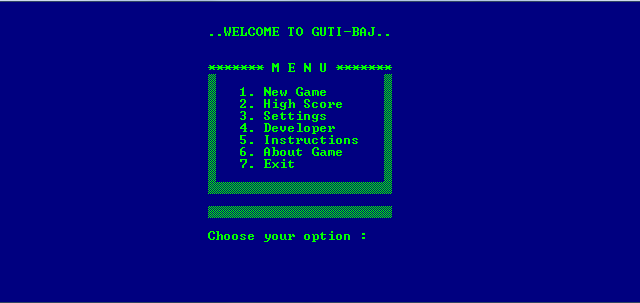 ..WELCOME TO GUTI-BAJ..
******* M E N U *******
1. New Game
2. High Score
3. Settings
4. Developer
5. Instructions
6. About Game
7. Exit
Choose your option :